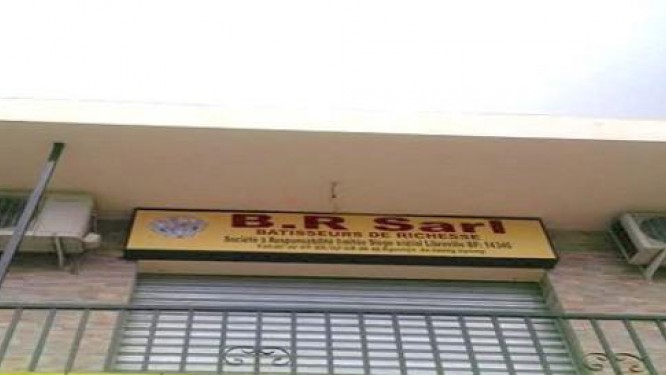 B.R Sarl
BATISSEURS DE RICHESSE
Société à Responsabilité limitée Siège social Libreville BP: 14345